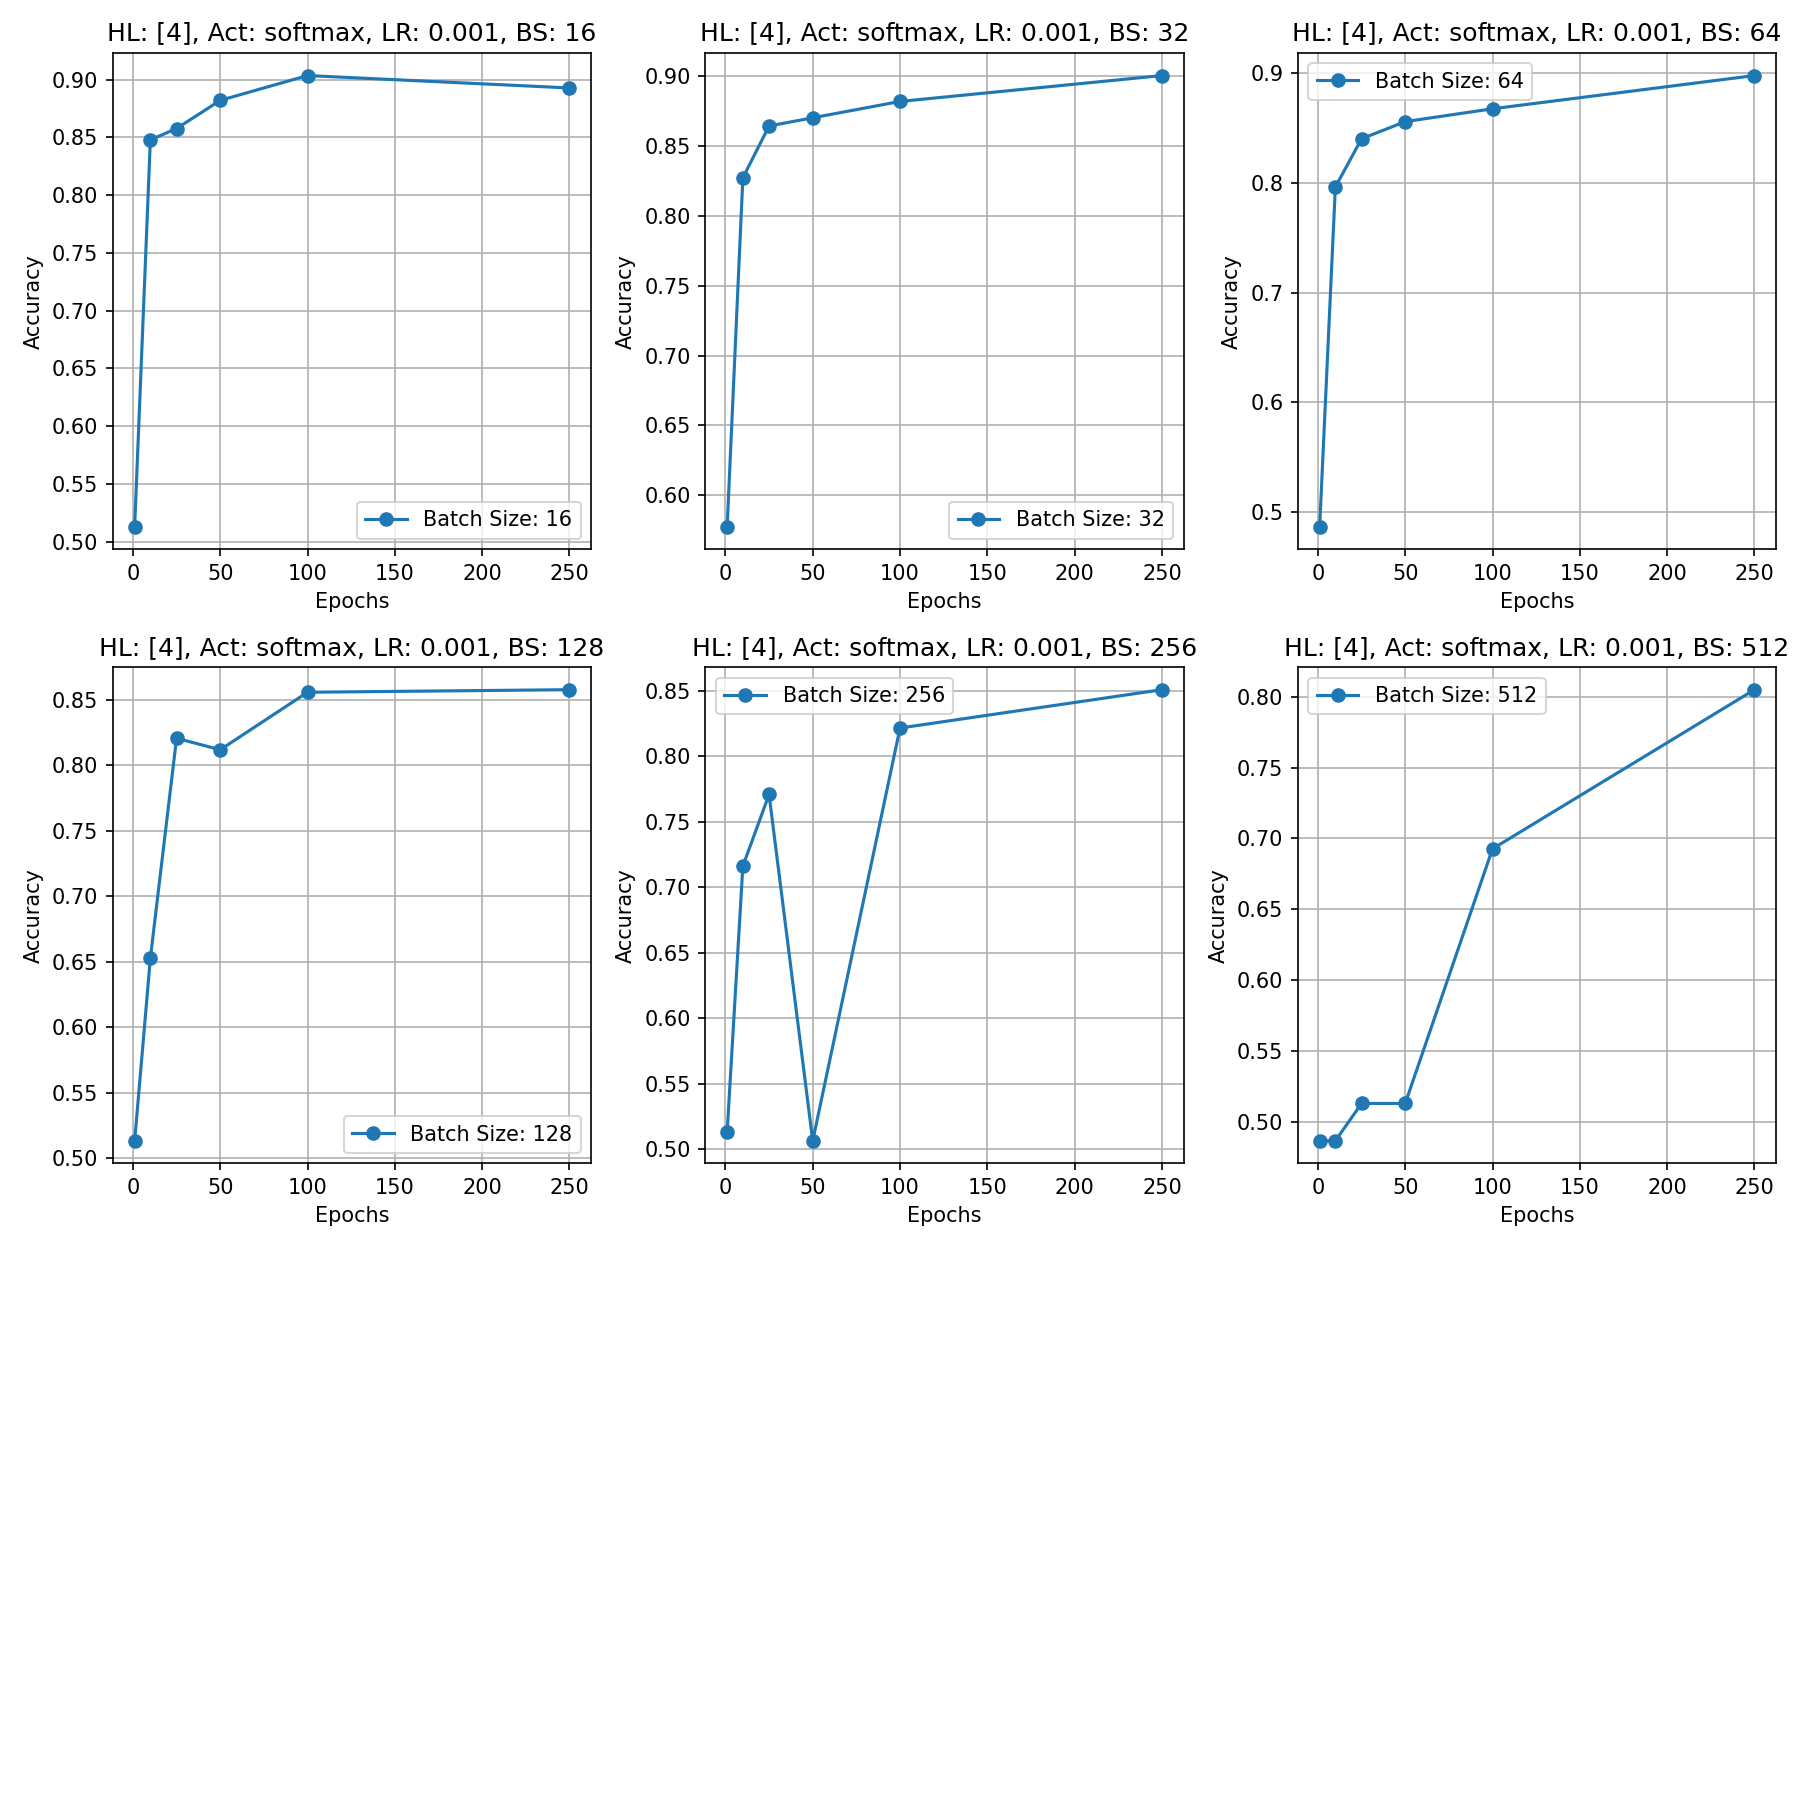 HL: [4], Act: softmax, LR: 0.001, BS: 16
0.90
0.85
0.80
0.75
0.70
0.65
0.60
0.55
0.50
Accuracy
Batch Size: 16
0 50 100 150 200 250
Epochs
HL: [4], Act: softmax, LR: 0.001, BS: 32
0.90
0.85
0.80
0.75
0.70
0.65
0.60
Accuracy
Batch Size: 32
0 50 100 150 200 250
Epochs
HL: [4], Act: softmax, LR: 0.001, BS: 64
Batch Size: 64
0.9
0.8
0.7
0.6
0.5
Accuracy
0 50 100 150 200 250
Epochs
HL: [4], Act: softmax, LR: 0.001, BS: 128
0.85
0.80
0.75
0.70
0.65
0.60
0.55
0.50
Accuracy
Batch Size: 128
0 50 100 150 200 250
Epochs
HL: [4], Act: softmax, LR: 0.001, BS: 256
Batch Size: 256
0.85
0.80
0.75
0.70
0.65
0.60
0.55
0.50
Accuracy
0 50 100 150 200 250
Epochs
HL: [4], Act: softmax, LR: 0.001, BS: 512
Batch Size: 512
0.80
0.75
0.70
0.65
0.60
0.55
0.50
Accuracy
0 50 100 150 200 250
Epochs